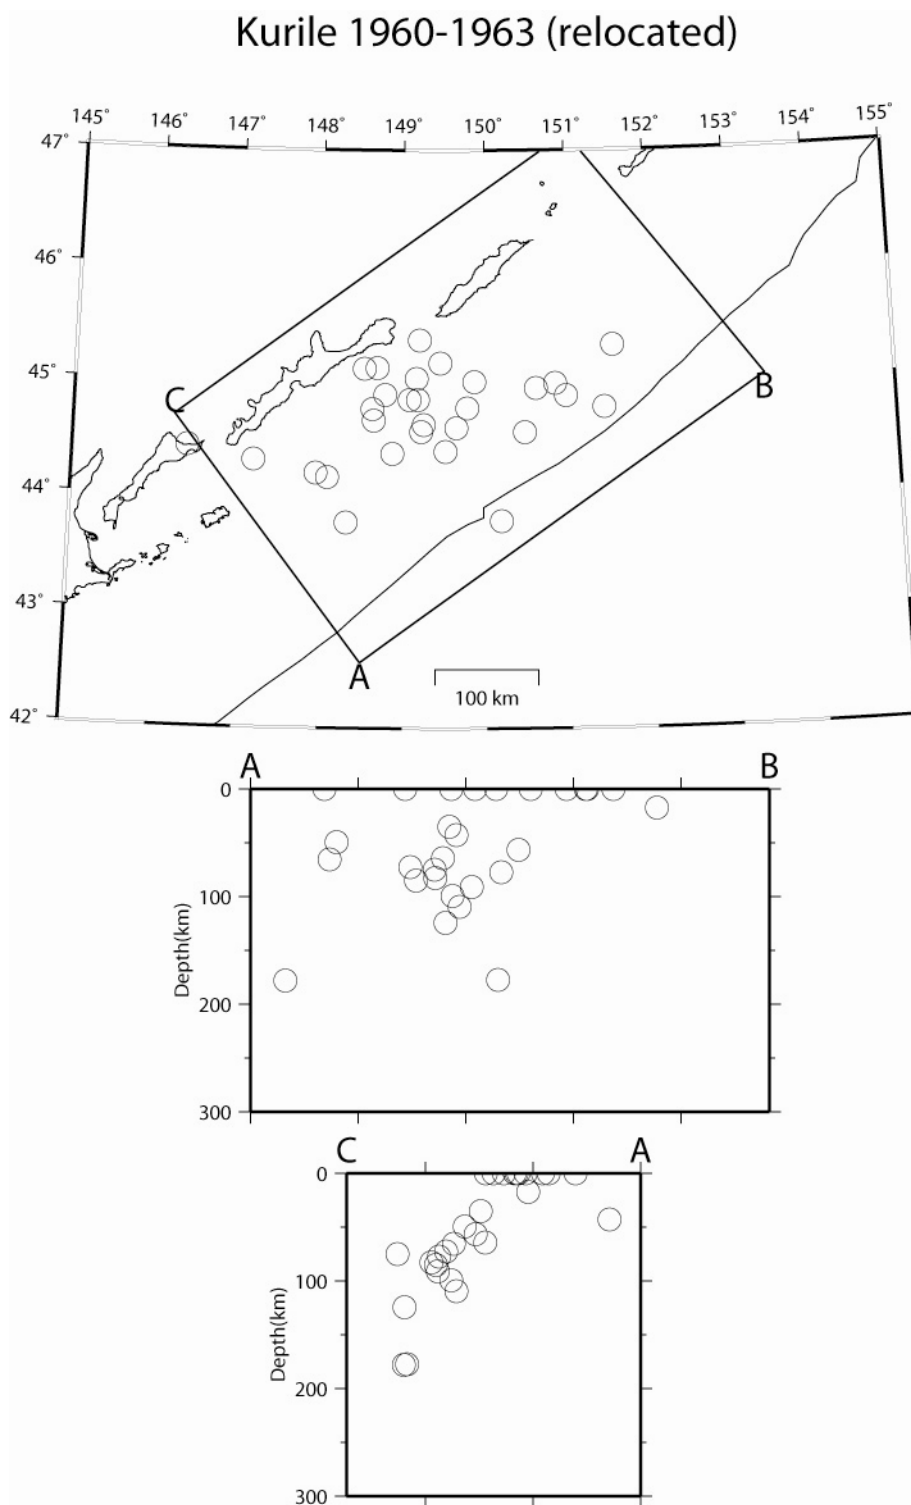 Kurile 1960-1963 (relocated)
145° 146° 147° 148° 149° 150° 151° 152° 153° 154° 155°
47°
46°
45°
C
B
44°
43°
A
100 km
42°
A B
0
100
Depth(km)
200
300
C A
0
100
Depth(km)
200
300